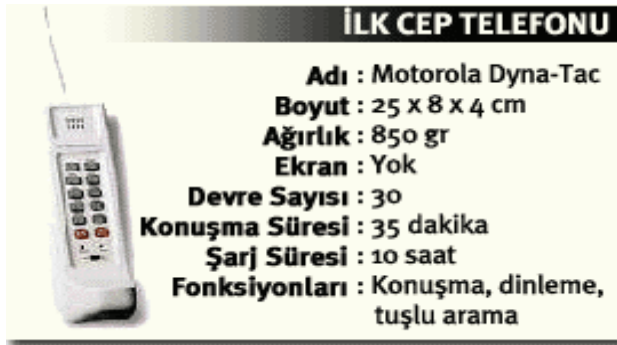 İLK CEP TELEFONU
Adı : Motorola Dyna-Tac
Boyut : 25 x 8 x 4 cm
Ağırlık : 850 gr
Ekran : Yok
Devre Sayısı : 30
Konuşma Süresi : 35 dakika
Şarj Süresi : 10 saat
Fonksiyonları : Konuşma, dinleme,
tuşlu arama